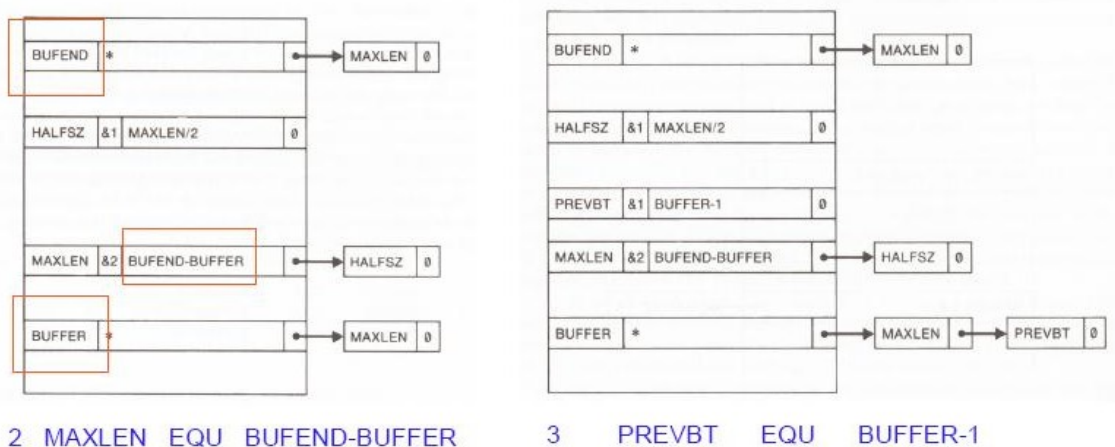 BUFEND * MAXLEN 0
HALFSZ &1 MAXLEN/2 0
MAXLEN &2 BUFEND-BUFFER HALFSZ 0
BUFFER * MAXLEN 0
2 MAXLEN EQU BUFEND-BUFFER
BUFEND * MAXLEN 0
HALFSZ &1 MAXLEN/2 0
PREVBT &1 BUFFER-1 0
MAXLEN &2 BUFEND-BUFFER HALFSZ 0
BUFFER * MAXLEN PREVBT 0
3 PREVBT EQU BUFFER-1